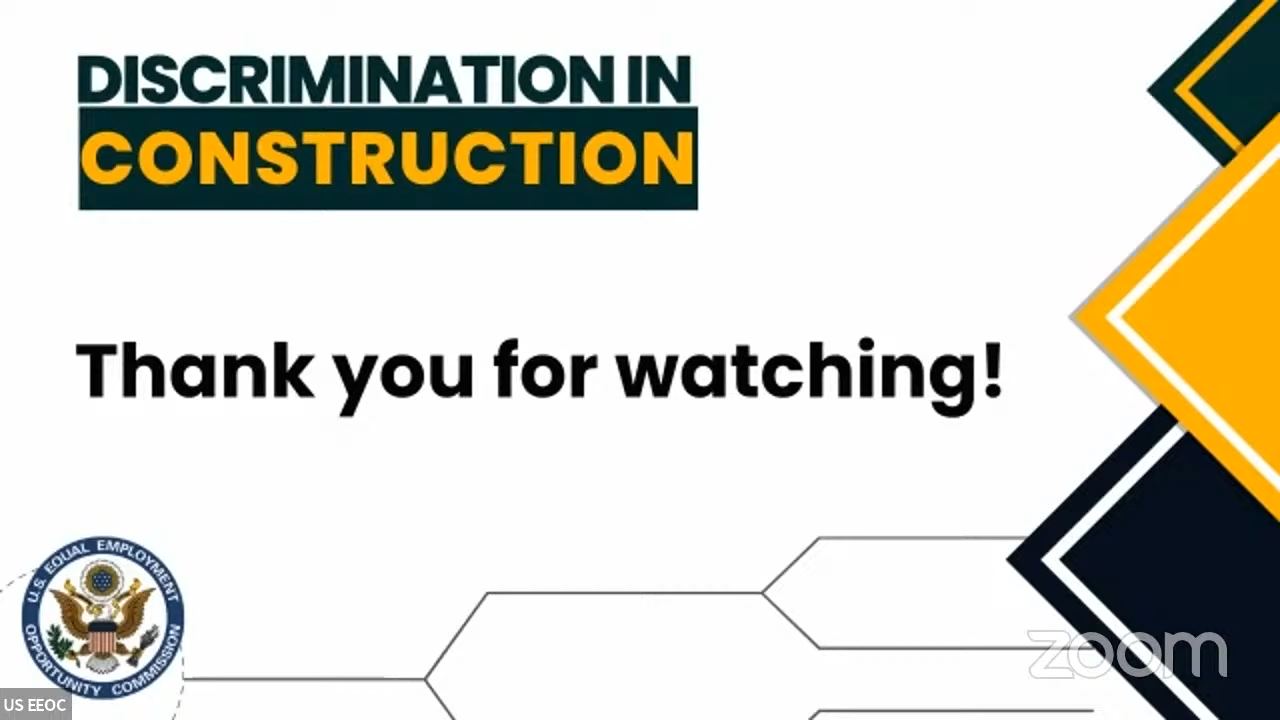 DISCRIMINATION IN
CONSTRUCTION
Thank you for watching!
U.S. EQUAL EMPLOYMENT
OPPORTUNITY COMMISSION
zoom
US EEOC